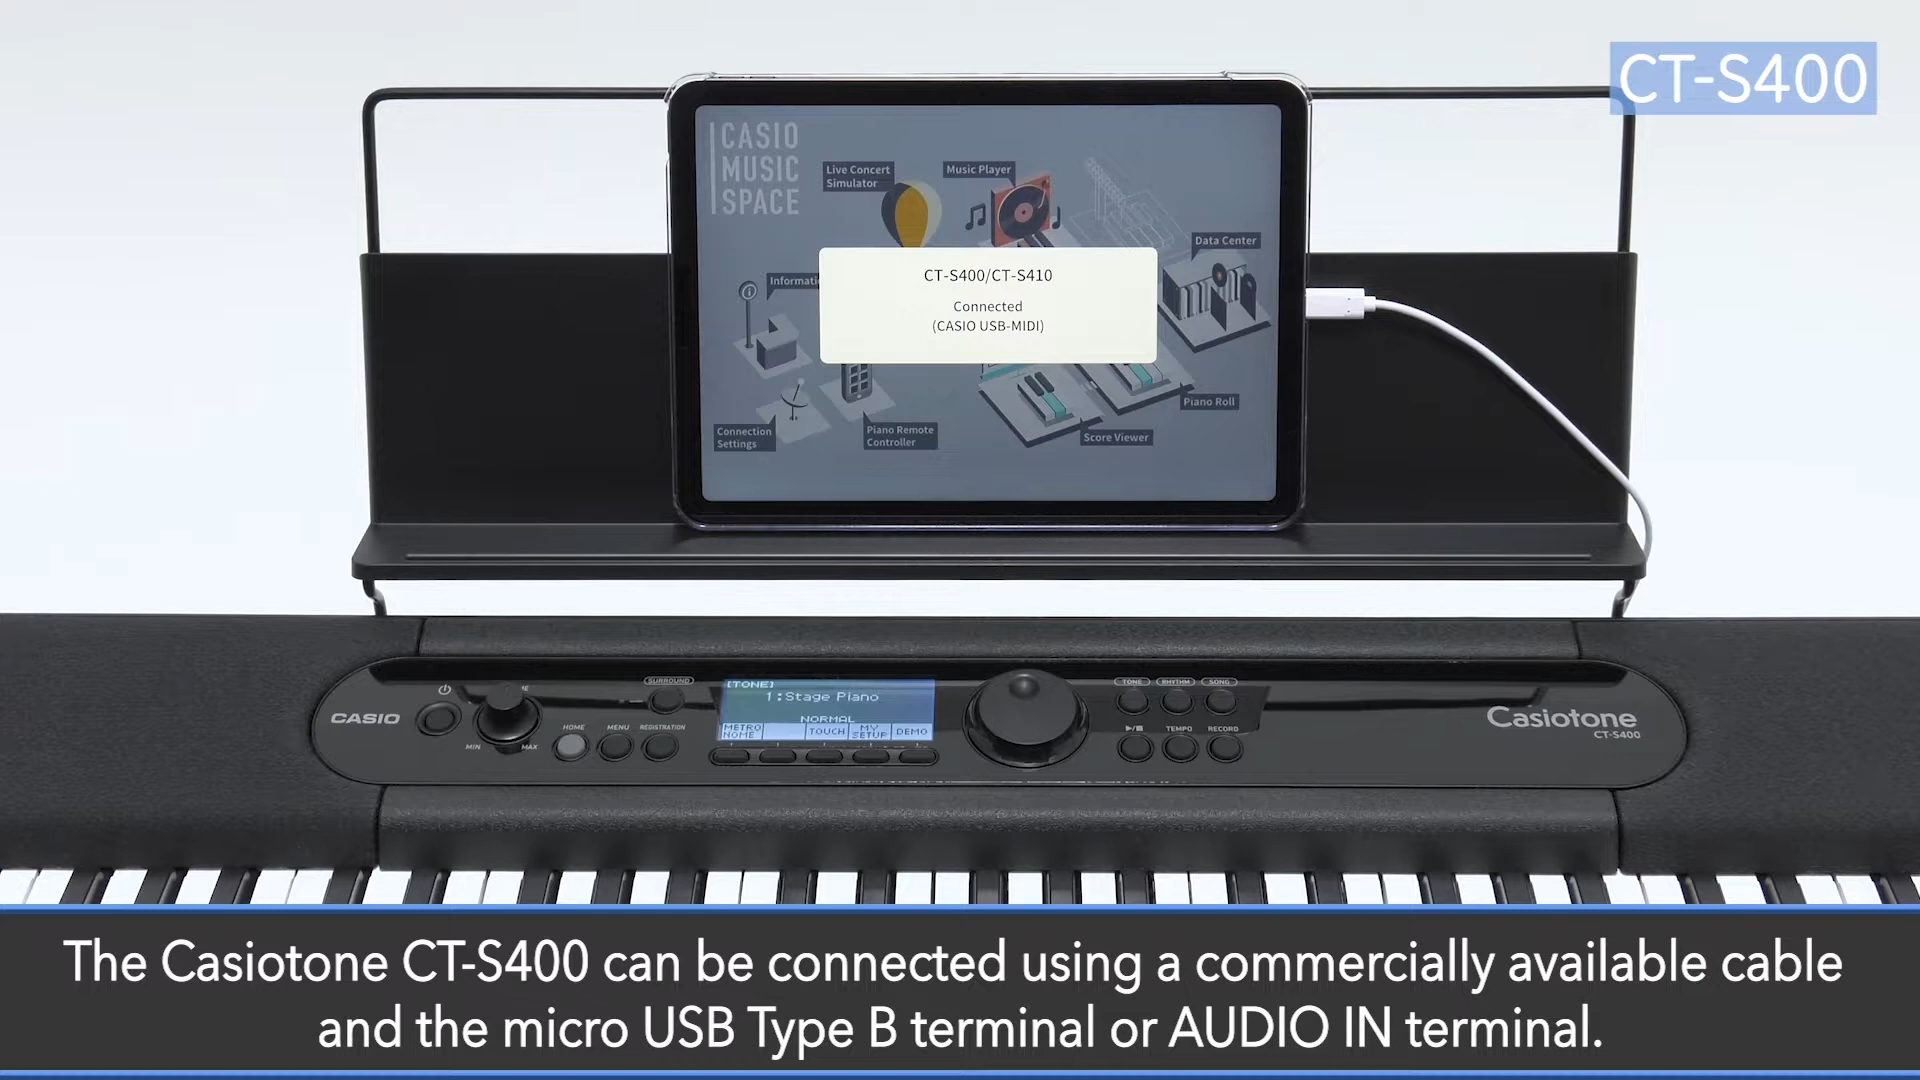 CT-S400
CASIO
MUSIC
SPACE
Live Concert
Simulator
Music Player
Data Center
CT-S400/CT-S410
Connected
(CASIO USB-MIDI)
Piano Roll
Score Viewer
Piano Remote
Controller
Connection
Settings
SURROUND
CASIO
MIN
MAX
HOME
MENU
REGISTRATION
[TONE]
1:Stage Piano
NORMAL
METRO
NOME
TOUCH
MY
SETUP
DEMO
TONE
RHYTHM
SONG
TEMPO
RECORD
Casiotone
CT-S400
The Casiotone CT-S400 can be connected using a commercially available cable
and the micro USB Type B terminal or AUDIO IN terminal.